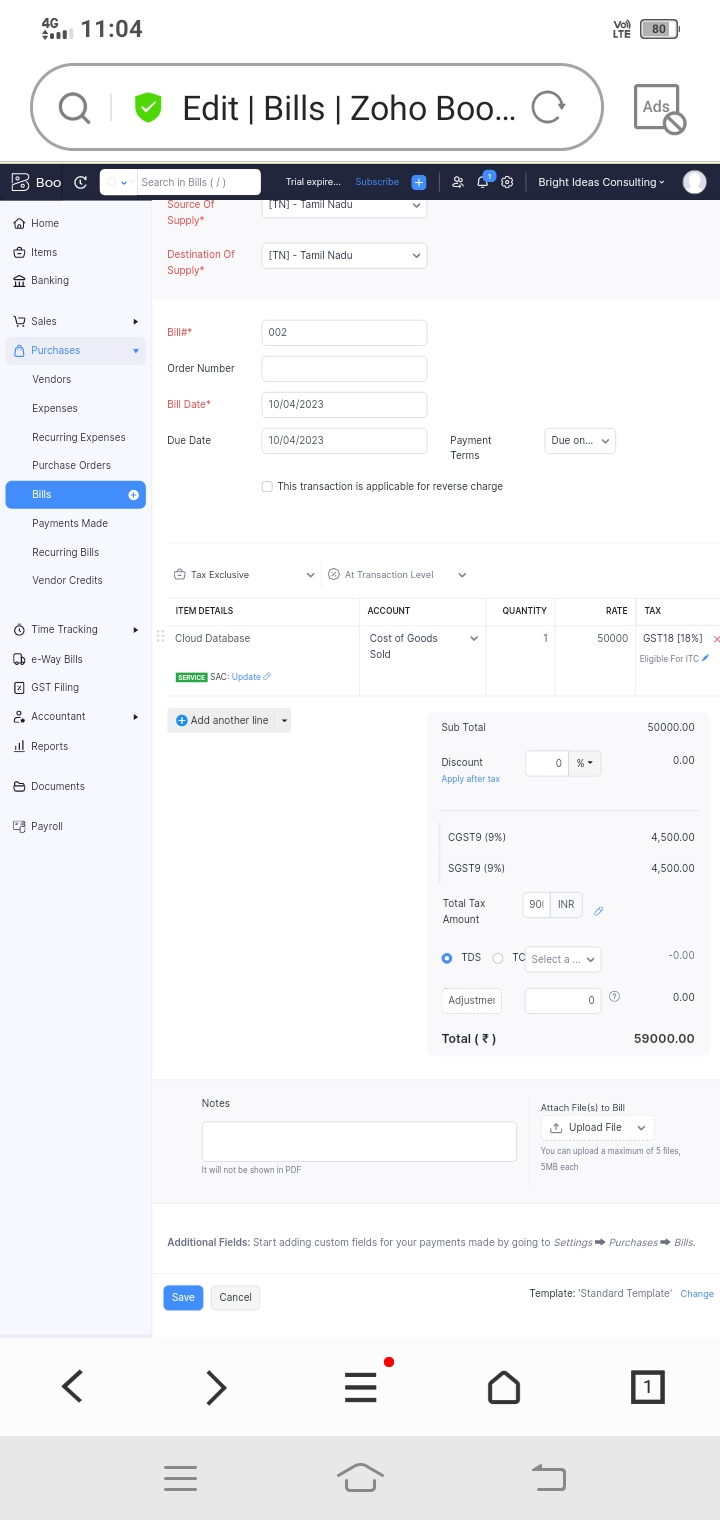 4G 11:04 VoLTE 80
Edit | Bills | Zoho Boo... Ads
Boo Search in Bills ( / ) Trial expire... Subscribe 1 Bright Ideas Consulting
Home
Items
Banking
Sales
Purchases
Vendors
Expenses
Recurring Expenses
Purchase Orders
Bills
Payments Made
Recurring Bills
Vendor Credits
Time Tracking
e-Way Bills
GST Filing
Accountant
Reports
Documents
Payroll
Source Of
Supply*
[TN] - Tamil Nadu
Destination Of
Supply*
[TN] - Tamil Nadu
Bill#* 002
Order Number
Bill Date* 10/04/2023
Due Date 10/04/2023 Payment
Terms
Due on...
This transaction is applicable for reverse charge
Tax Exclusive At Transaction Level
ITEM DETAILS ACCOUNT QUANTITY RATE TAX
Cloud Database Cost of Goods
Sold
1 50000 GST18 [18%]
Eligible For ITC
SERVICE SAC: Update
Add another line
Sub Total 50000.00
Discount 0 % 0.00
Apply after tax
CGST9 (9%) 4,500.00
SGST9 (9%) 4,500.00
Total Tax
Amount
900 INR
TDS TC Select a ... -0.00
Adjustmen 0 0.00
Total ( ₹ ) 59000.00
Notes
It will not be shown in PDF
Attach File(s) to Bill
Upload File
You can upload a maximum of 5 files,
5MB each
Additional Fields: Start adding custom fields for your payments made by going to Settings ➡ Purchases ➡ Bills.
Save Cancel Template: 'Standard Template' Change
1